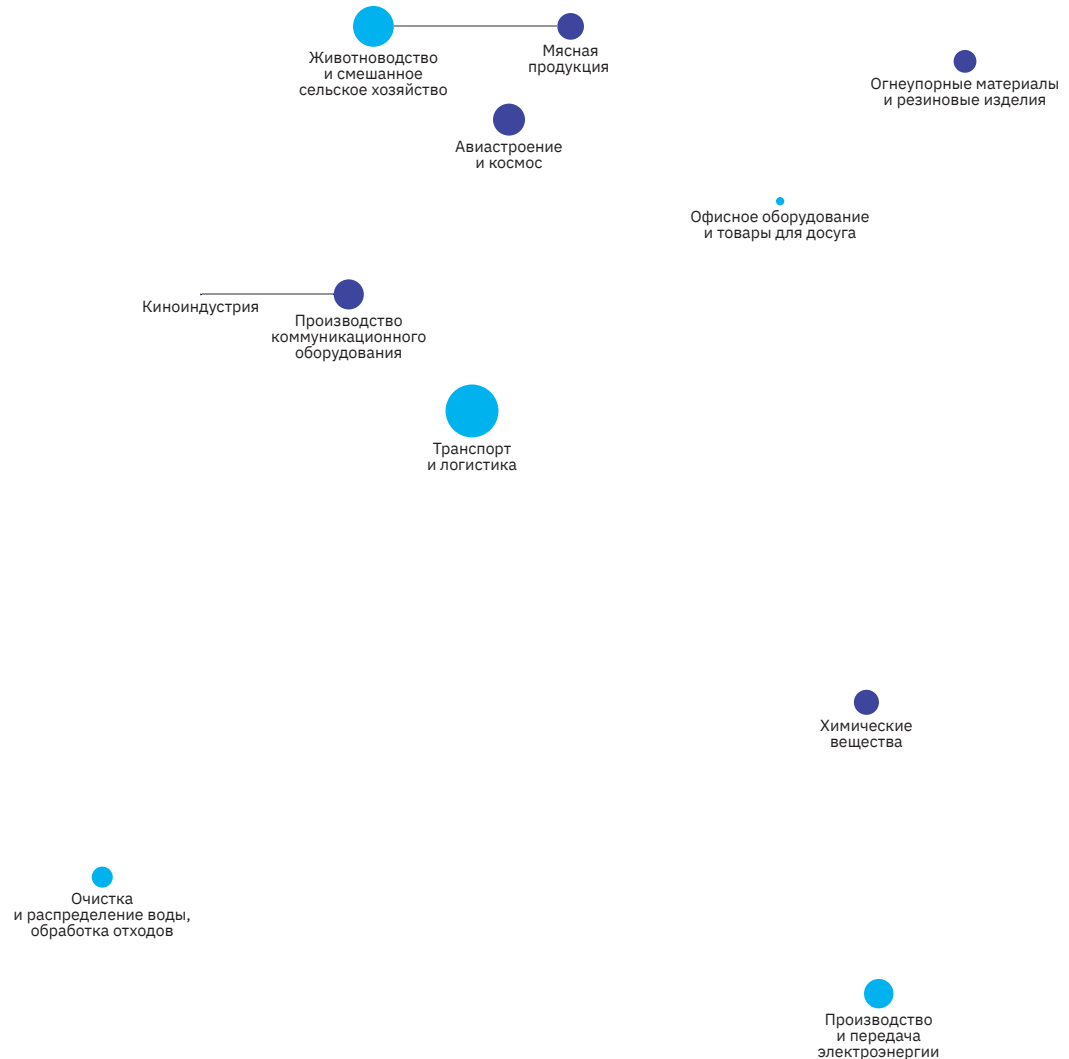 Животноводство
и смешанное
сельское хозяйство
Мясная
продукция
Огнеупорные материалы
и резиновые изделия
Авиастроение
и космос
Офисное оборудование
и товары для досуга
Киноиндустрия
Производство
коммуникационного
оборудования
Транспорт
и логистика
Химические
вещества
Очистка
и распределение воды,
обработка отходов
Производство
и передача
электроэнергии